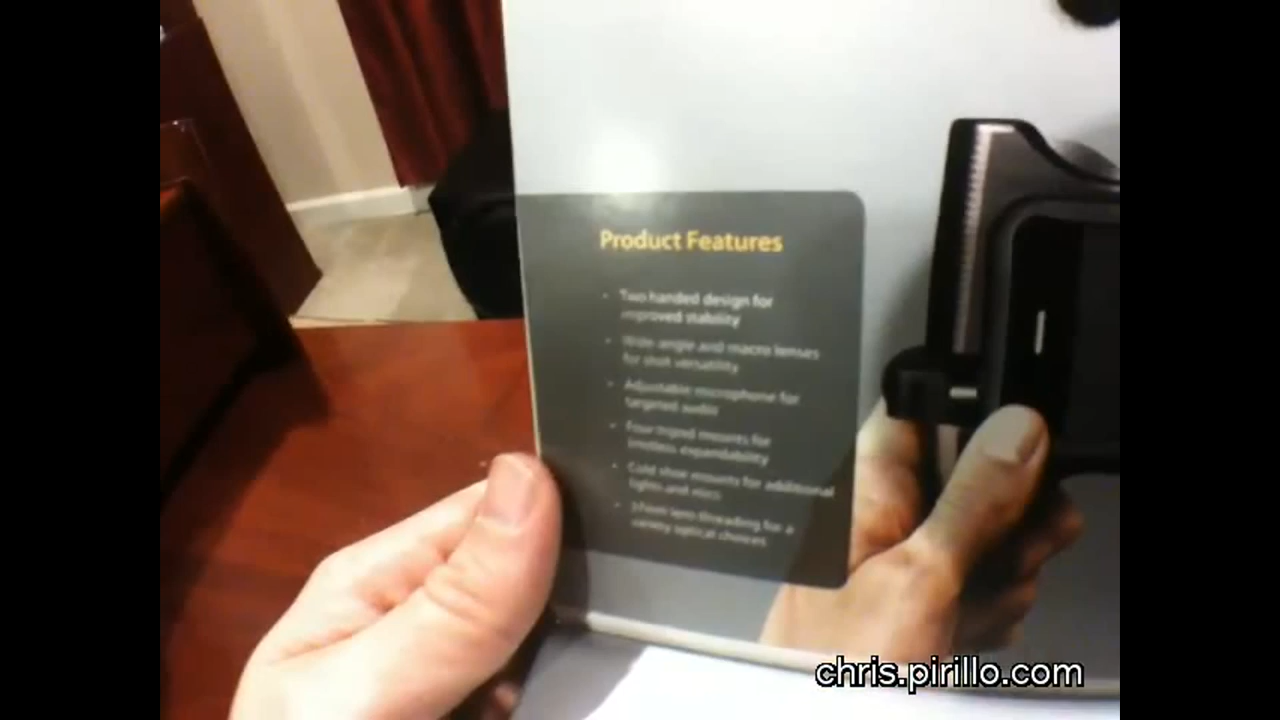 Product Features
· Two handed design for
improved stability
· Wide angle and macro lenses
for shot versatility
· Adjustable microphone for
targeted audio
· Four tripod mounts for
limitless expandability
· Cold shoe mounts for additional
lights and mics
· 37mm lens threading for a
variety optical choices
chris.pirillo.com